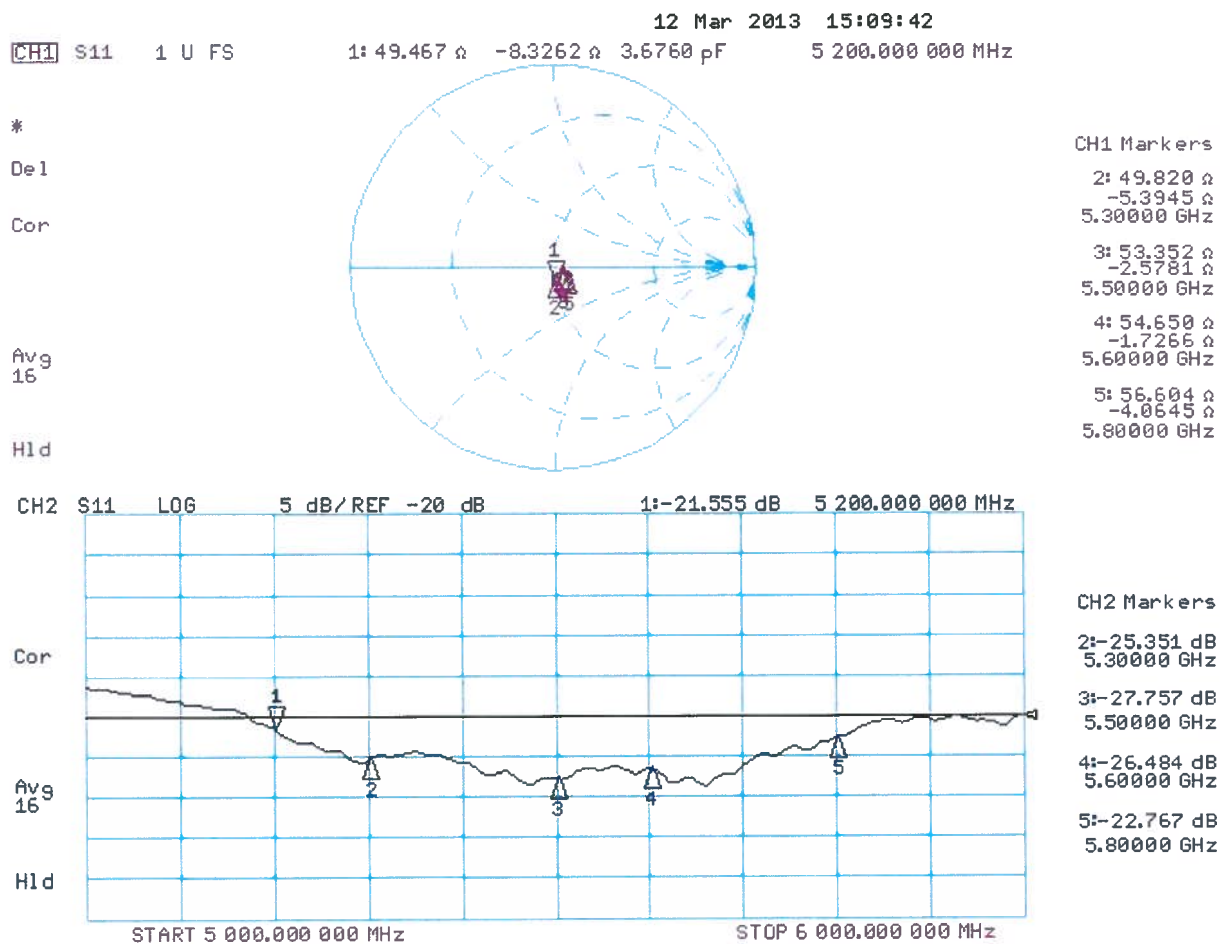 12 Mar 2013 15:09:42
CH1 S11 1 U FS 1: 49.467 Ω -8.3262 Ω 3.6760 pF 5 200.000 000 MHz
*
Del
Cor
Avg
16
Hld
1
2
CH1 Markers
2: 49.820 Ω
-5.3945 Ω
5.30000 GHz
3: 53.352 Ω
-2.5781 Ω
5.50000 GHz
4: 54.650 Ω
-1.7266 Ω
5.60000 GHz
5: 56.604 Ω
-4.0645 Ω
5.80000 GHz
CH2 S11 LOG 5 dB/REF -20 dB 1:-21.555 dB 5 200.000 000 MHz
Cor
Avg
16
Hld
1
2
3
4
5
CH2 Markers
2:-25.351 dB
5.30000 GHz
3:-27.757 dB
5.50000 GHz
4:-26.484 dB
5.60000 GHz
5:-22.767 dB
5.80000 GHz
START 5 000.000 000 MHz STOP 6 000.000 000 MHz